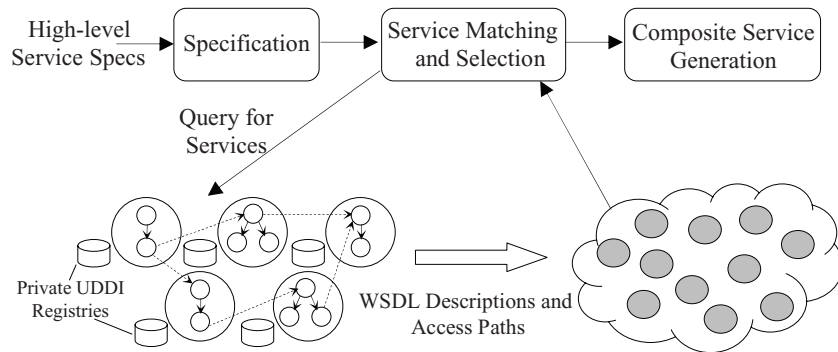 High-level
Service Specs
Specification
Service Matching
and Selection
Composite Service
Generation
Query for
Services
Private UDDI
Registries
WSDL Descriptions and
Access Paths